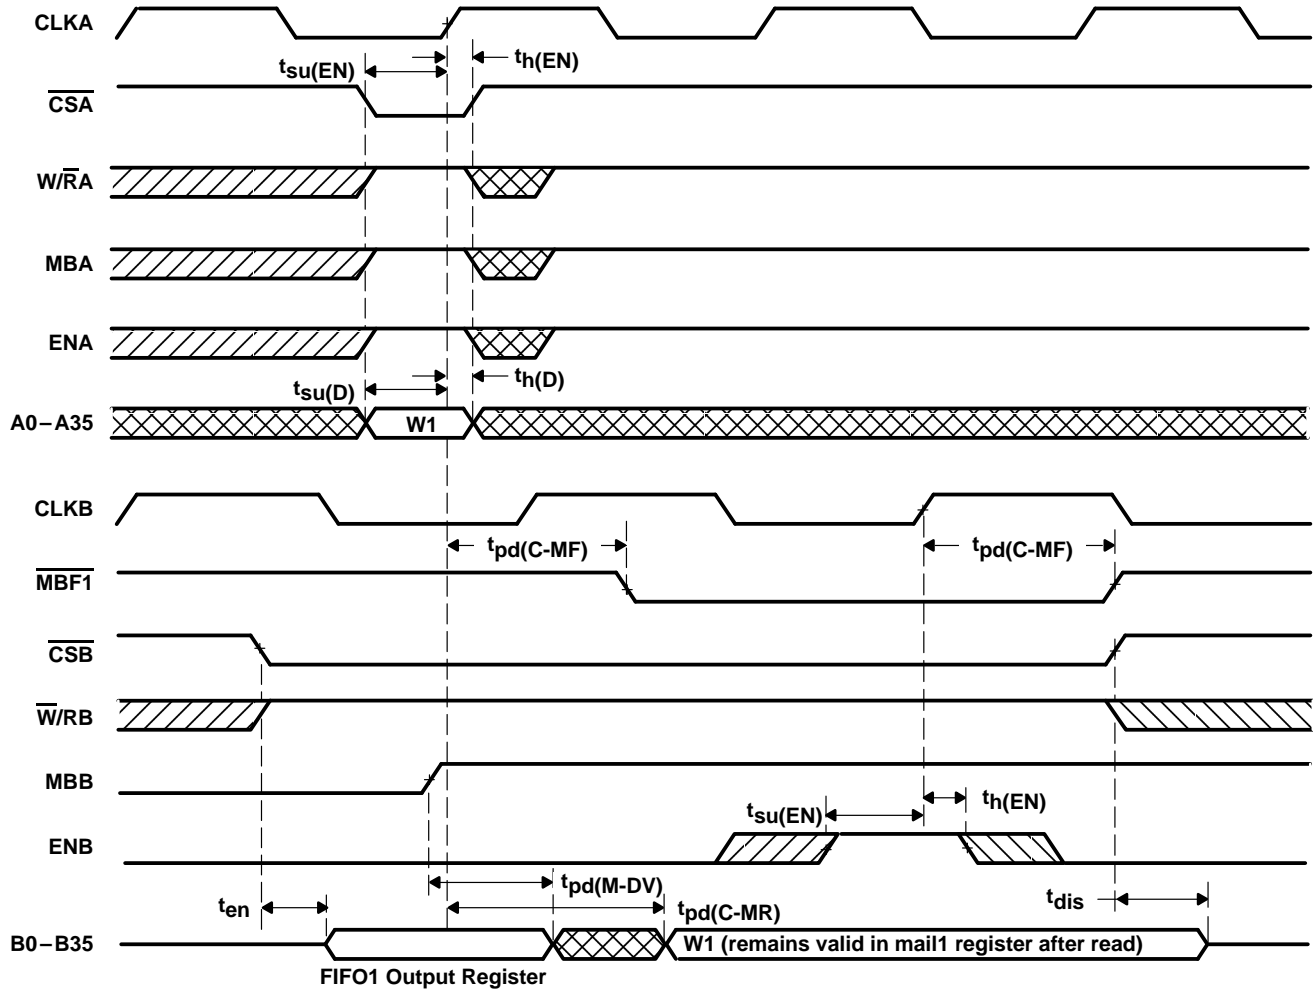 CLKA
tsu(EN)
th(EN)
CSA
W/RA
MBA
ENA
tsu(D)
th(D)
A0–A35
W1
CLKB
tpd(C-MF)
tpd(C-MF)
MBF1
CSB
W/RB
MBB
tsu(EN)
th(EN)
ENB
tpd(M-DV)
ten
tpd(C-MR)
tdis
B0–B35
W1 (remains valid in mail1 register after read)
FIFO1 Output Register